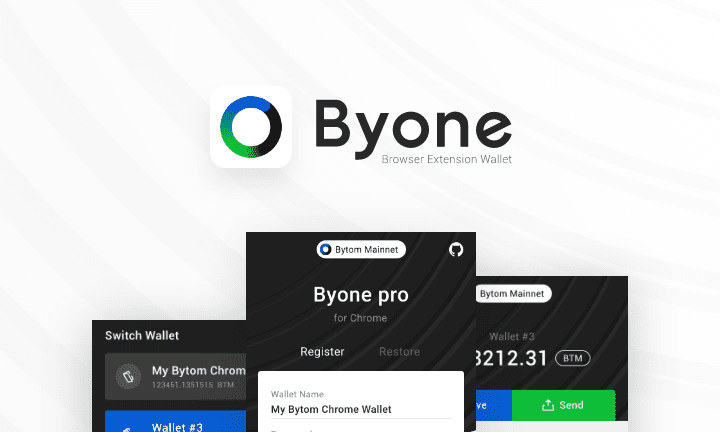 Byone
Browser Extension Wallet
Bytom Mainnet
Byone pro
for Chrome
Register
Restore
Wallet Name
My Bytom Chrome Wallet
Switch Wallet
My Bytom Chrom
123451.1351515 BTM
Wallet #3
Bytom Mainnet
Wallet #3
3212.31 BTM
ve
Send